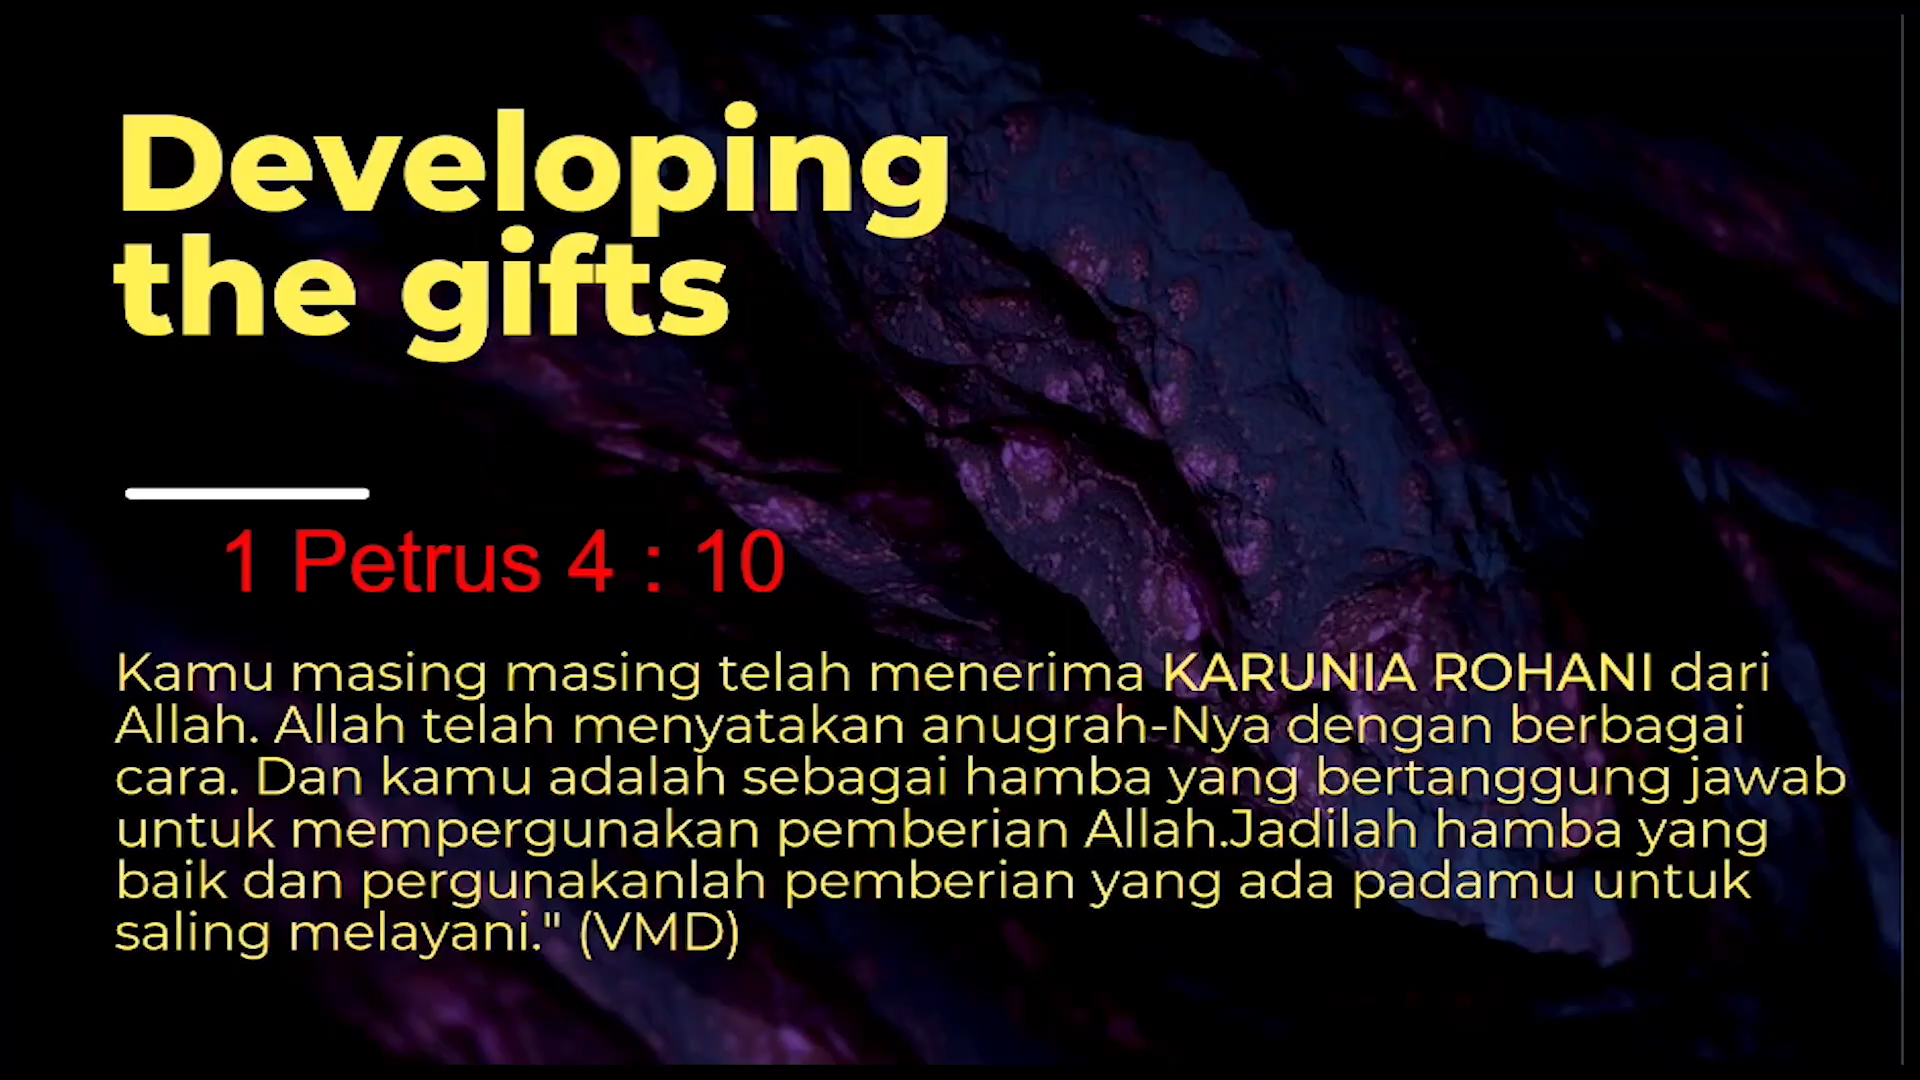 Developing
the gifts
1 Petrus 4 : 10
Kamu masing masing telah menerima KARUNIA ROHANI dari
Allah. Allah telah menyatakan anugrah-Nya dengan berbagai
cara. Dan kamu adalah sebagai hamba yang bertanggung jawab
untuk mempergunakan pemberian Allah.Jadilah hamba yang
baik dan pergunakanlah pemberian yang ada padamu untuk
saling melayani." (VMD)